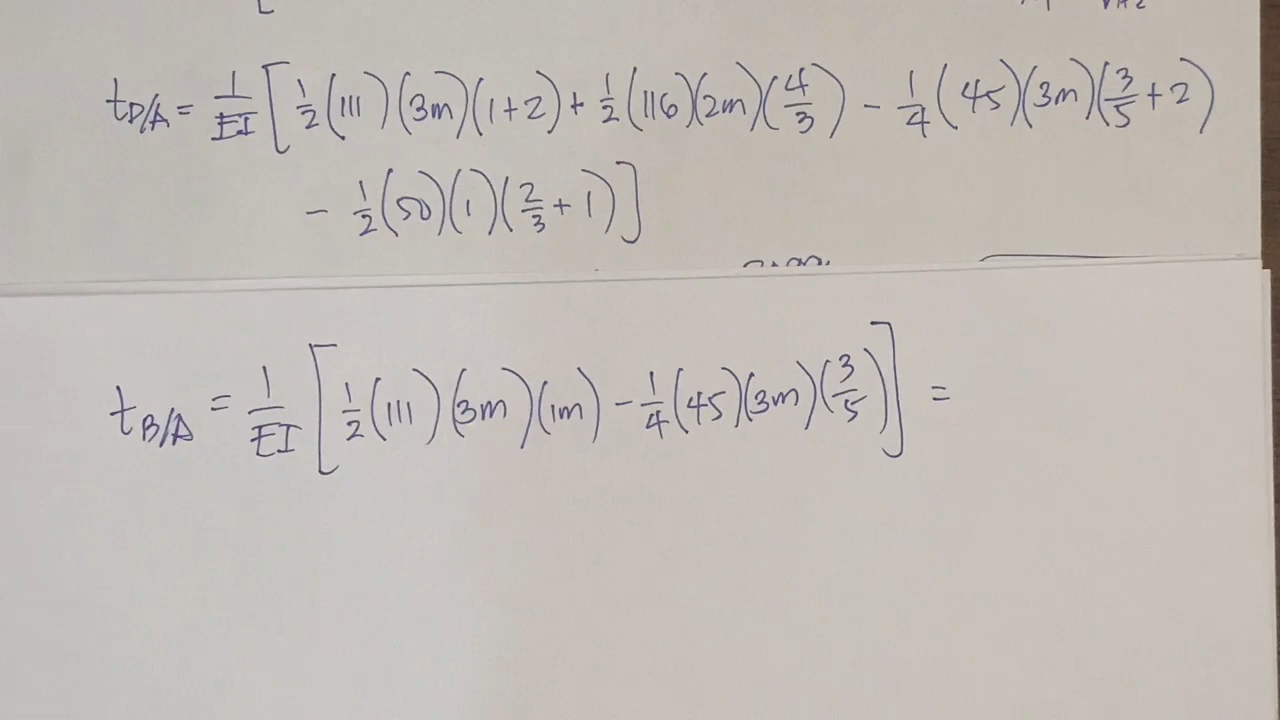 t_D/A = 1/EI [ 1/2 (111)(3m)(1+2) + 1/2 (116)(2m)(4/3) - 1/4 (45)(3m)(3/5 + 2)
- 1/2 (50)(1)(2/3 + 1) ]
t_B/A = 1/EI [ 1/2 (111)(3m)(1m) - 1/4 (45)(3m)(3/5) ] =